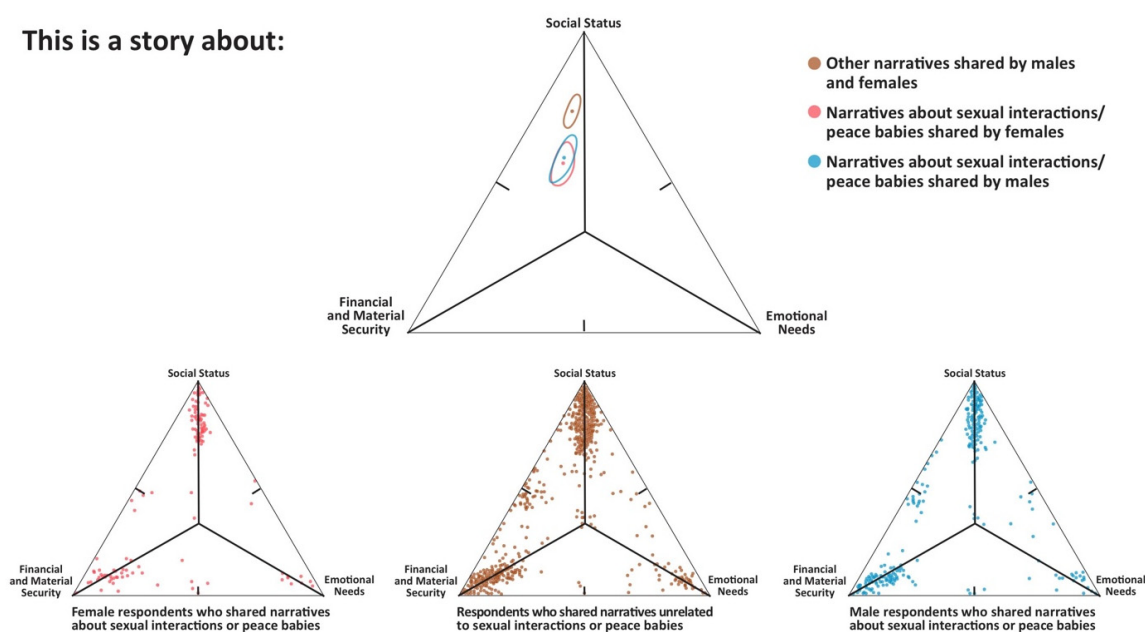 This is a story about:
Social Status
Other narratives shared by males
and females
Narratives about sexual interactions/
peace babies shared by females
Narratives about sexual interactions/
peace babies shared by males
Financial
and Material
Security
Emotional
Needs
Social Status
Financial
and Material
Security
Emotional
Needs
Female respondents who shared narratives
about sexual interactions or peace babies
Social Status
Financial
and Material
Security
Emotional
Needs
Respondents who shared narratives unrelated
to sexual interactions or peace babies
Social Status
Financial
and Material
Security
Emotional
Needs
Male respondents who shared narratives
about sexual interactions or peace babies